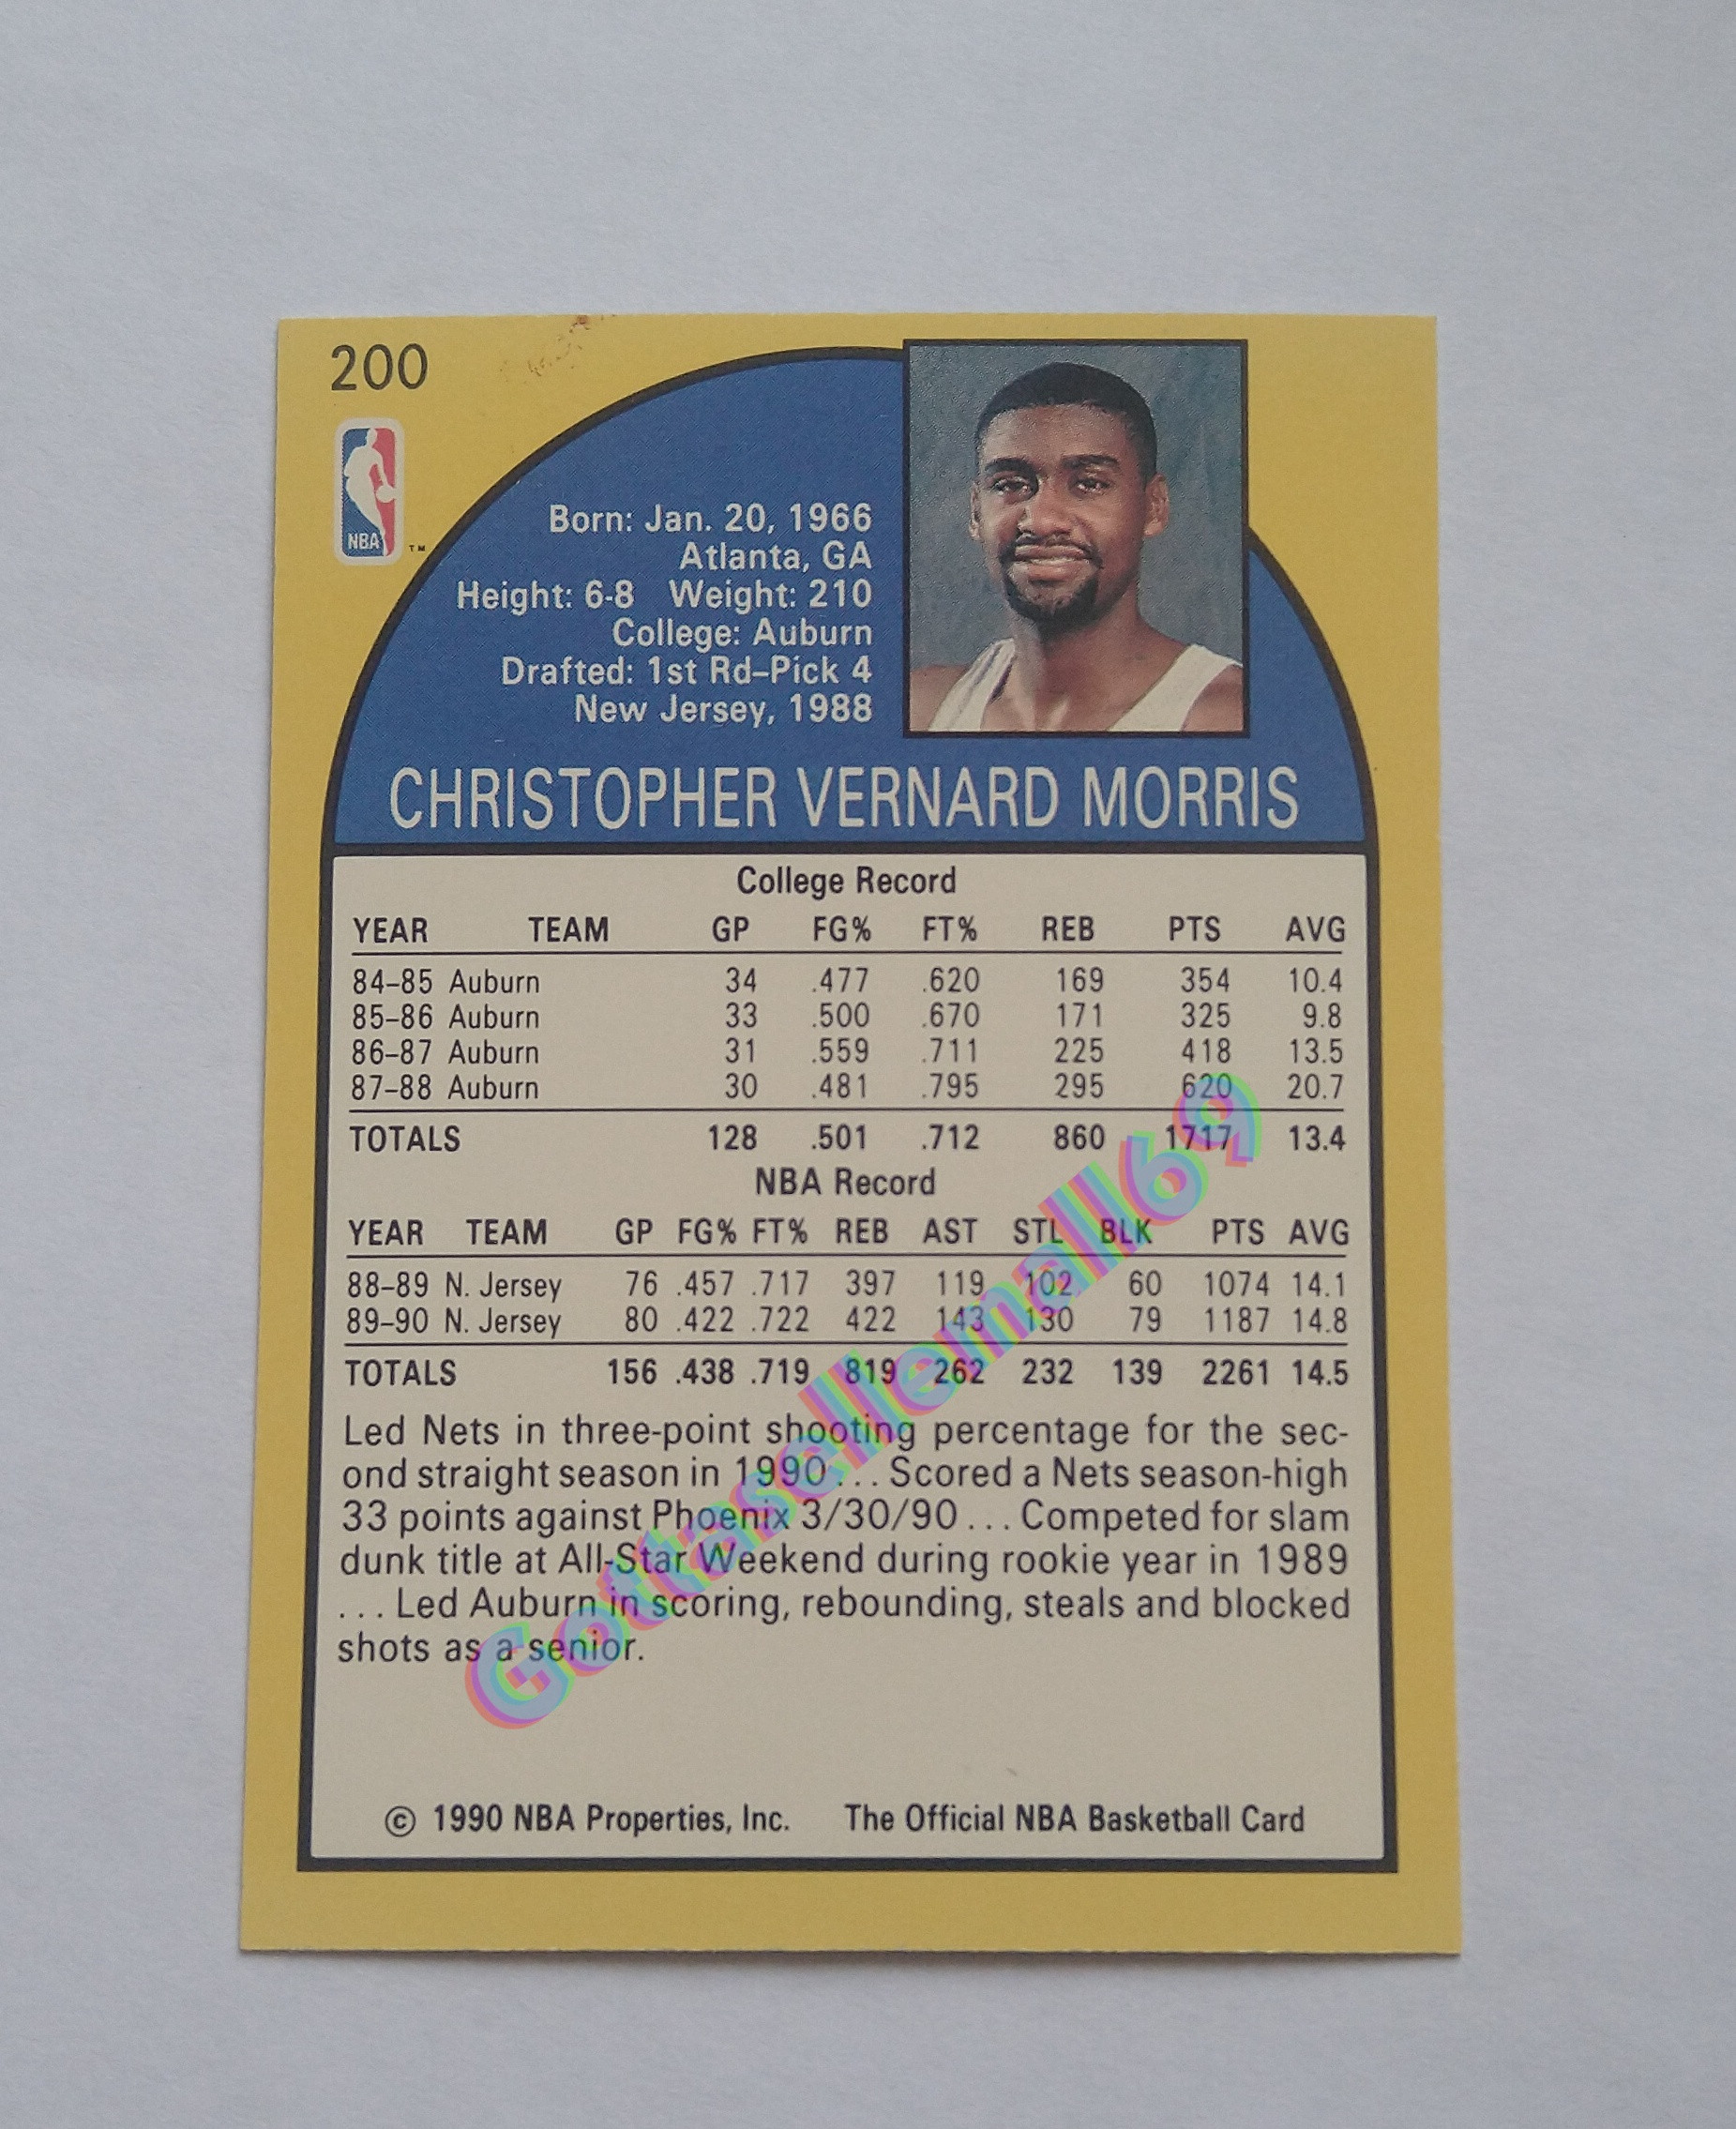 200
NBA
TM
Born: Jan. 20, 1966
Atlanta, GA
Height: 6-8 Weight: 210
College: Auburn
Drafted: 1st Rd–Pick 4
New Jersey, 1988
CHRISTOPHER VERNARD MORRIS
College Record
YEAR TEAM GP FG% FT% REB PTS AVG
84–85 Auburn 34 .477 .620 169 354 10.4
85–86 Auburn 33 .500 .670 171 325 9.8
86–87 Auburn 31 .559 .711 225 418 13.5
87–88 Auburn 30 .481 .795 295 620 20.7
TOTALS 128 .501 .712 860 1717 13.4
NBA Record
YEAR TEAM GP FG% FT% REB AST STL BLK PTS AVG
88–89 N. Jersey 76 .457 .717 397 119 102 60 1074 14.1
89–90 N. Jersey 80 .422 .722 422 143 130 79 1187 14.8
TOTALS 156 .438 .719 819 262 232 139 2261 14.5
Led Nets in three-point shooting percentage for the sec-
ond straight season in 1990 . . . Scored a Nets season-high
33 points against Phoenix 3/30/90 . . . Competed for slam
dunk title at All-Star Weekend during rookie year in 1989
. . . Led Auburn in scoring, rebounding, steals and blocked
shots as a senior.
Gottasellemall69
© 1990 NBA Properties, Inc. The Official NBA Basketball Card